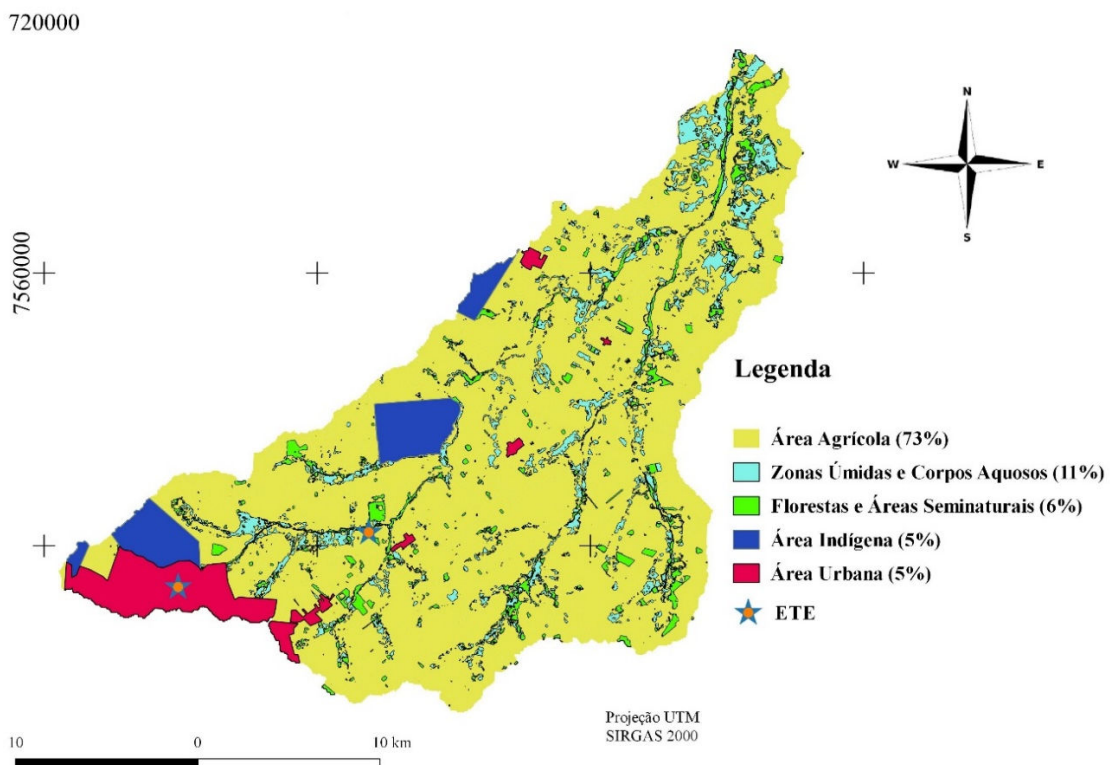 720000
N
W
E
S
7560000
Legenda
Área Agrícola (73%)
Zonas Úmidas e Corpos Aquosos (11%)
Florestas e Áreas Seminaturais (6%)
Área Indígena (5%)
Área Urbana (5%)
ETE
Projeção UTM
SIRGAS 2000
10 0 10 km